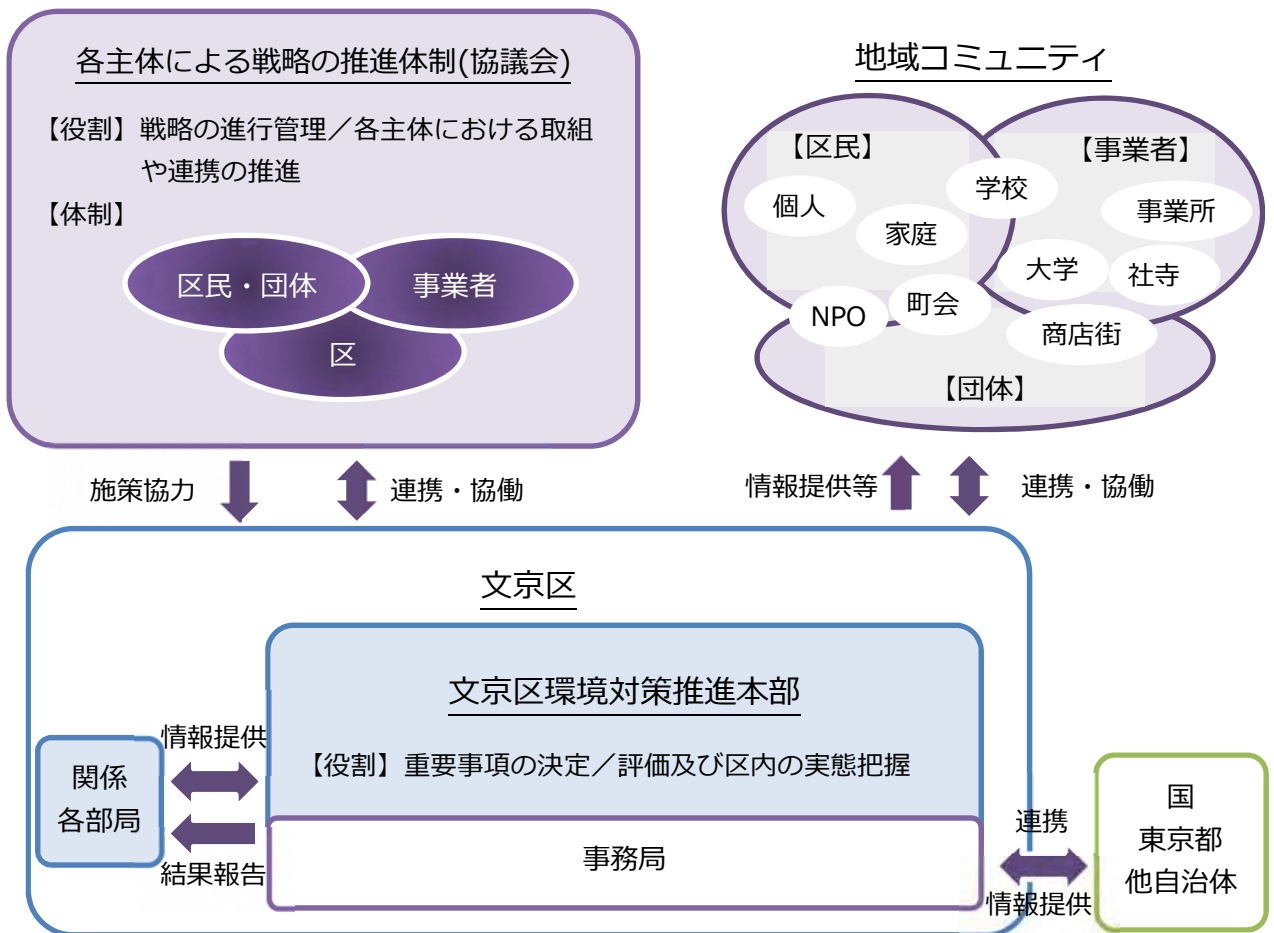 各主体による戦略の推進体制(協議会)
【役割】戦略の進行管理／各主体における取組
や連携の推進
【体制】
区民・団体
事業者
区
地域コミュニティ
【区民】
【事業者】
学校
個人
事業所
家庭
大学
社寺
NPO
町会
商店街
【団体】
施策協力
連携・協働
情報提供等
連携・協働
文京区
文京区環境対策推進本部
【役割】重要事項の決定／評価及び区内の実態把握
事務局
情報提供
関係
各部局
結果報告
連携
情報提供
国
東京都
他自治体